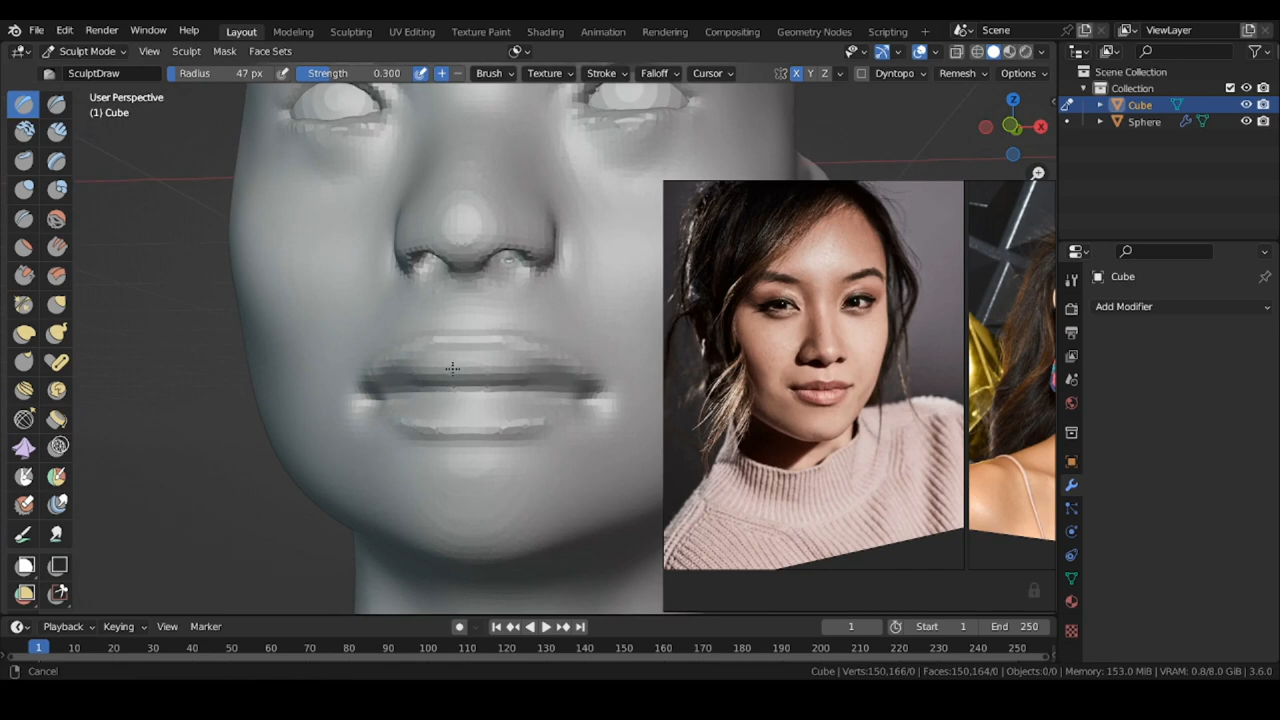 File Edit Render Window Help Layout Modeling Sculpting UV Editing Texture Paint Shading Animation Rendering Compositing Geometry Nodes Scripting + Scene ViewLayer
Sculpt Mode View Sculpt Mask Face Sets
SculptDraw Radius 47 px Strength 0.300 + − Brush Texture Stroke Falloff Cursor X Y Z Dyntopo Remesh Options
Scene Collection
Collection
Cube
Sphere
User Perspective
(1) Cube
Z
Y
X
Cube
Add Modifier
Playback Keying View Marker 1 Start 1 End 250
1 10 20 30 40 50 60 70 80 90 100 110 120 130 140 150 160 170 180 190 200 210 220 230 240 250
Cancel Cube | Verts:150,166/0 | Faces:150,164/0 | Objects:0/0 | Memory: 153.0 MiB | VRAM: 0.8/8.0 GiB | 3.6.0